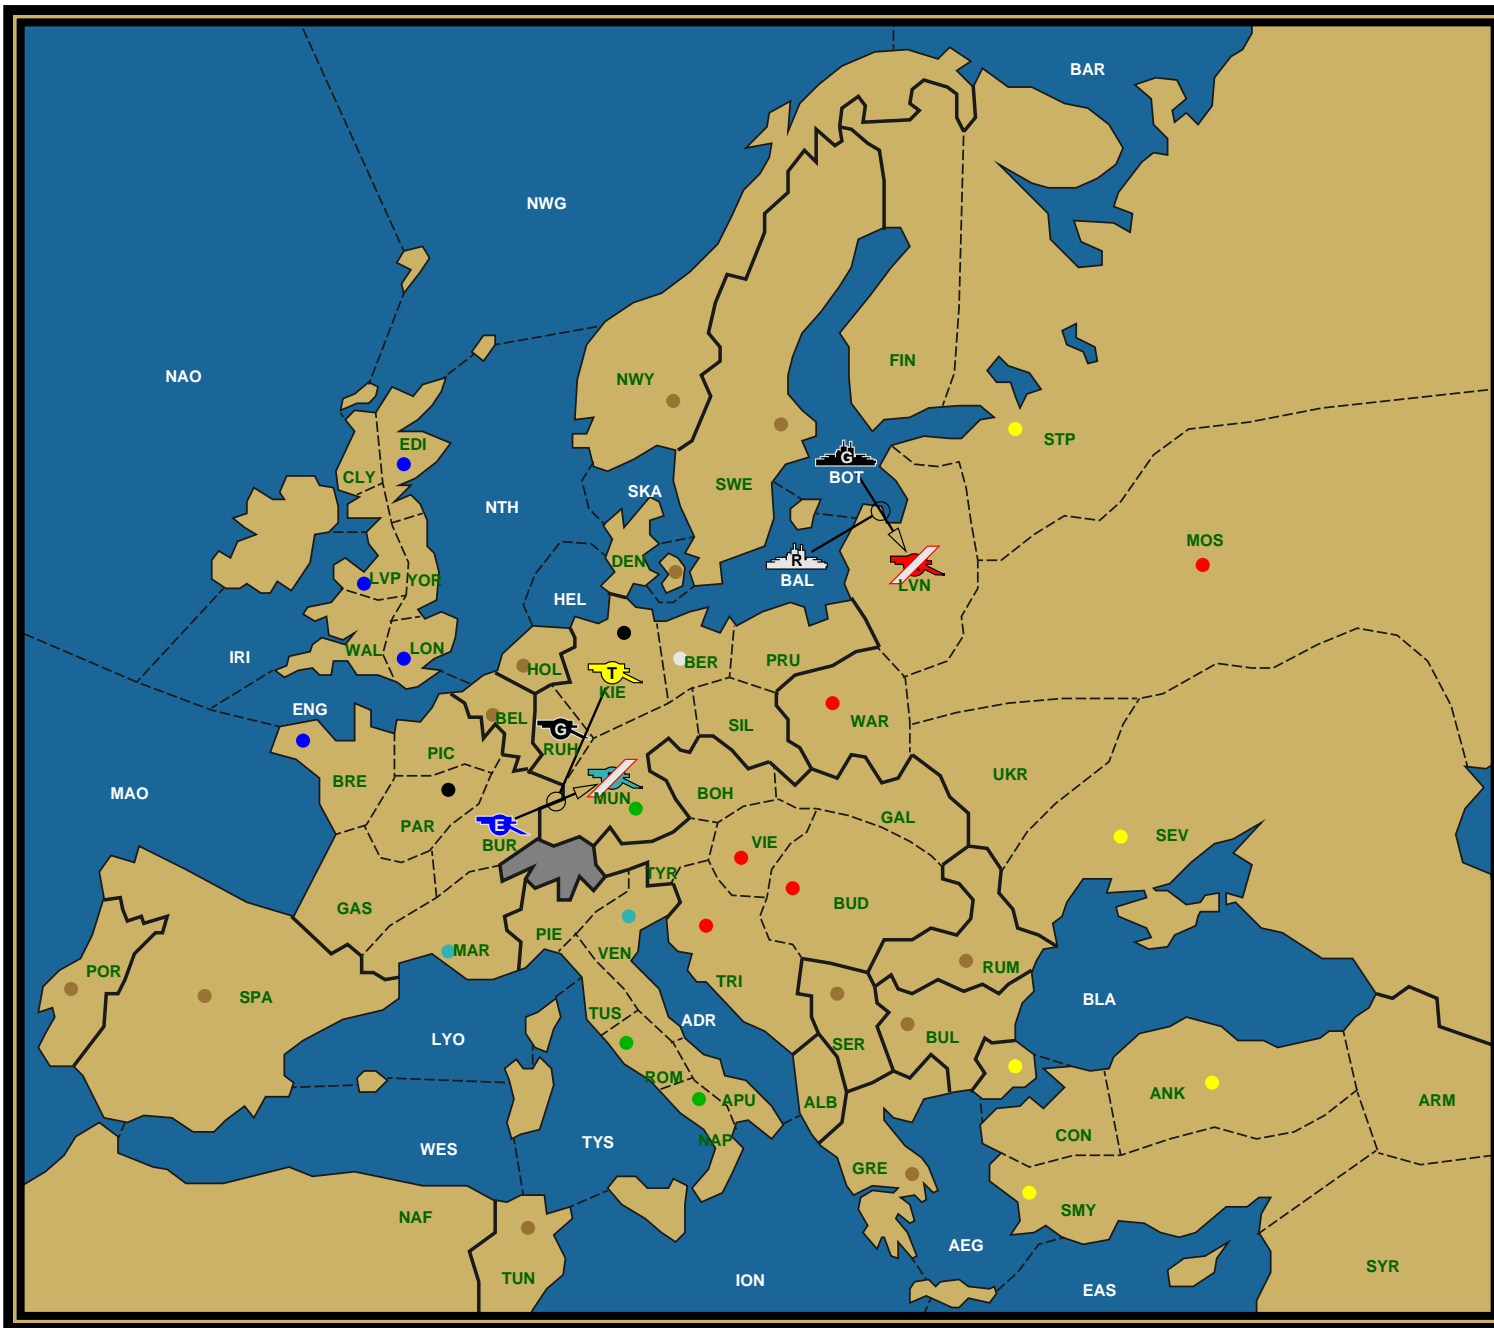 BAR
NWG
NAO
FIN
NWY
EDI
STP
CLY
G
BOT
SWE
SKA
NTH
MOS
R
DEN
BAL
LVN
LVP
YOR
HEL
WAL
LON
IRI
HOL
T
BER
PRU
KIE
ENG
BEL
WAR
SIL
G
RUH
PIC
UKR
BRE
MAO
BOH
MUN
GAL
PAR
E
SEV
BUR
VIE
TYR
BUD
GAS
PIE
VEN
MAR
RUM
POR
SPA
TRI
BLA
TUS
ADR
LYO
SER
BUL
ROM
ANK
APU
ALB
ARM
CON
NAP
TYS
WES
GRE
SMY
NAF
AEG
SYR
TUN
ION
EAS